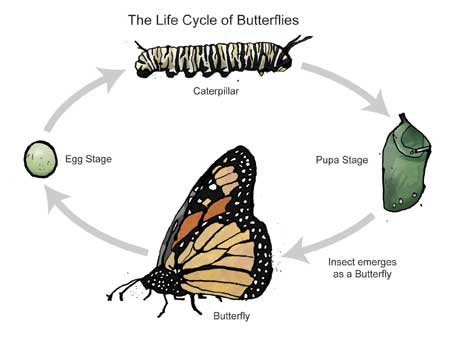 The Life Cycle of Butterflies
Caterpillar
Egg Stage
Pupa Stage
Insect emerges
as a Butterfly
Butterfly